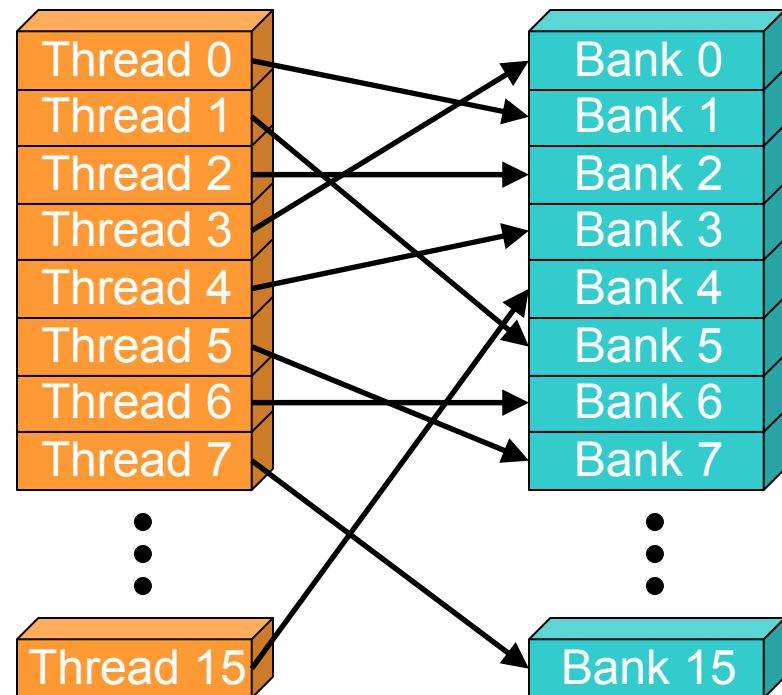 Thread 0
Thread 1
Thread 2
Thread 3
Thread 4
Thread 5
Thread 6
Thread 7
Thread 15
Bank 0
Bank 1
Bank 2
Bank 3
Bank 4
Bank 5
Bank 6
Bank 7
Bank 15